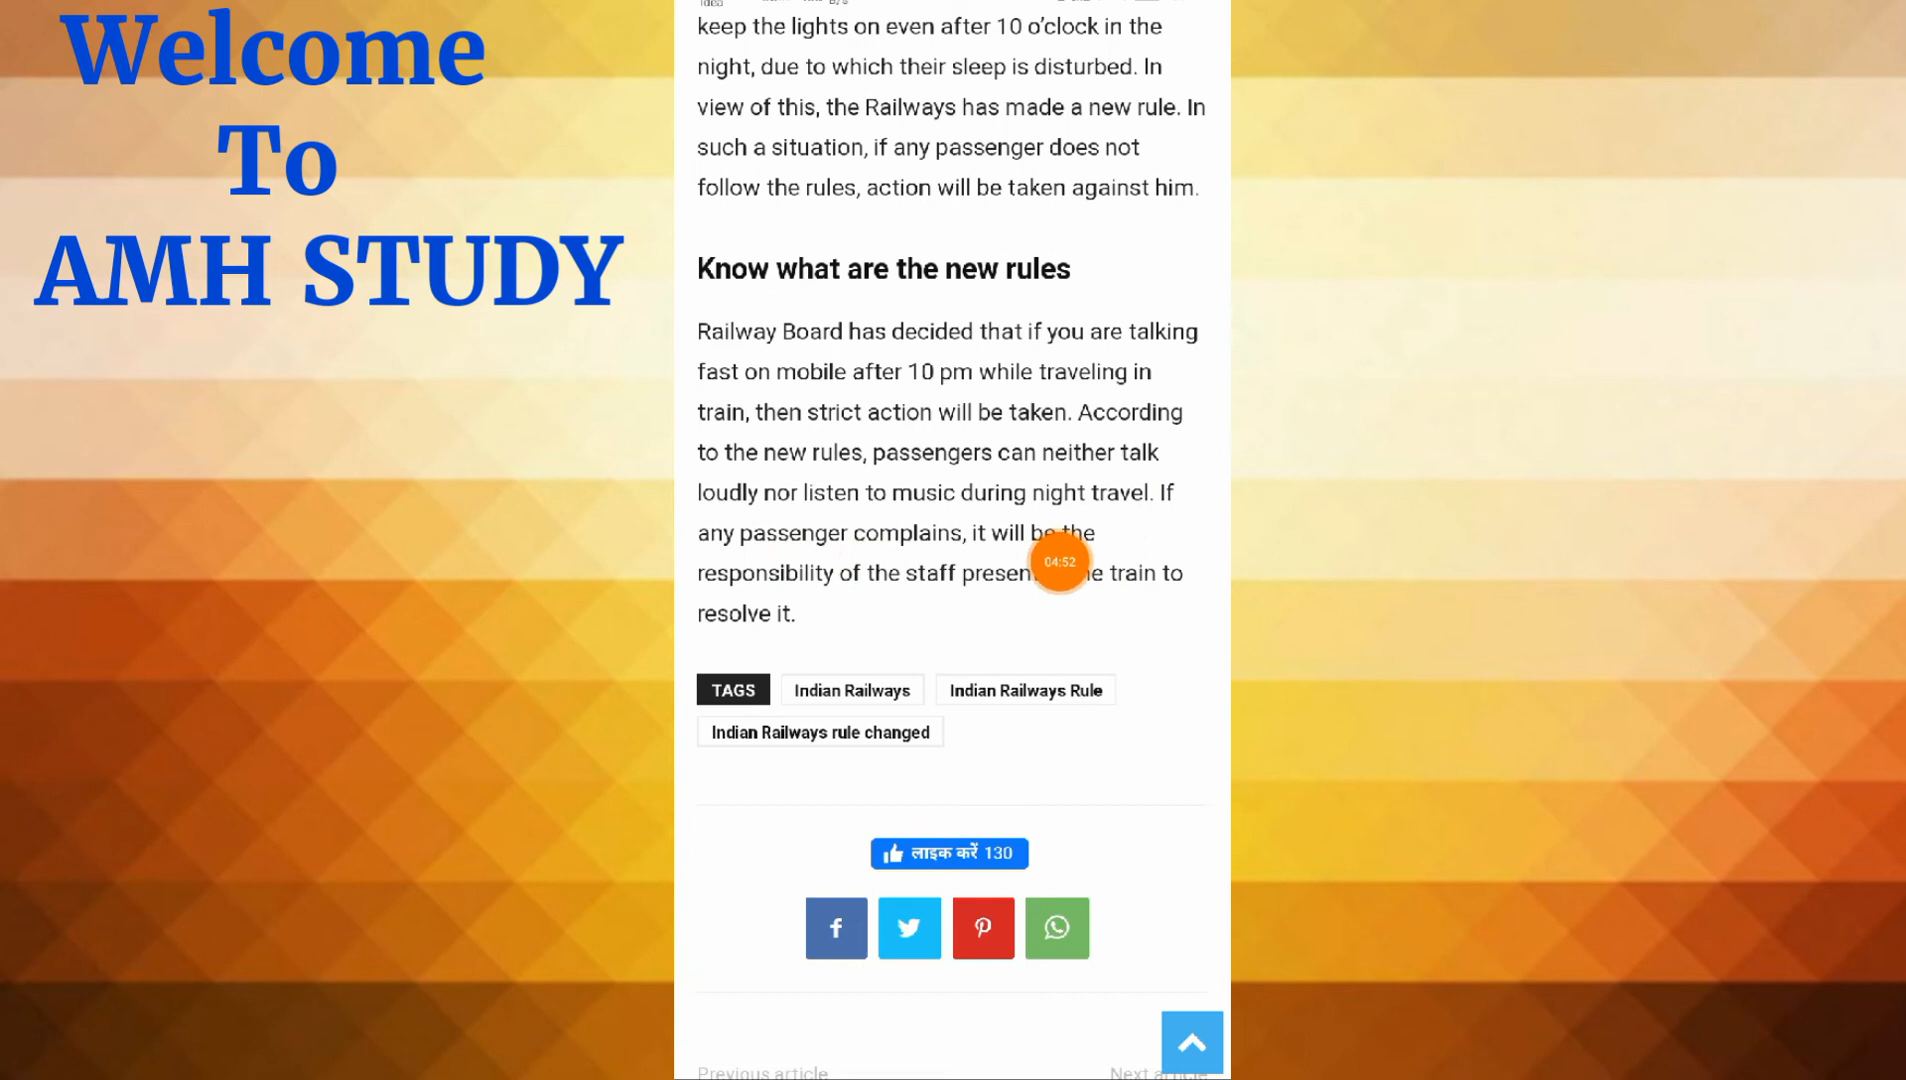 Welcome
To
AMH STUDY
Idea
keep the lights on even after 10 o’clock in the
night, due to which their sleep is disturbed. In
view of this, the Railways has made a new rule. In
such a situation, if any passenger does not
follow the rules, action will be taken against him.
Know what are the new rules
Railway Board has decided that if you are talking
fast on mobile after 10 pm while traveling in
train, then strict action will be taken. According
to the new rules, passengers can neither talk
loudly nor listen to music during night travel. If
any passenger complains, it will be the
04:52
responsibility of the staff present train to
resolve it.
TAGS Indian Railways Indian Railways Rule
Indian Railways rule changed
लाइक करें 130
Previous article Next article